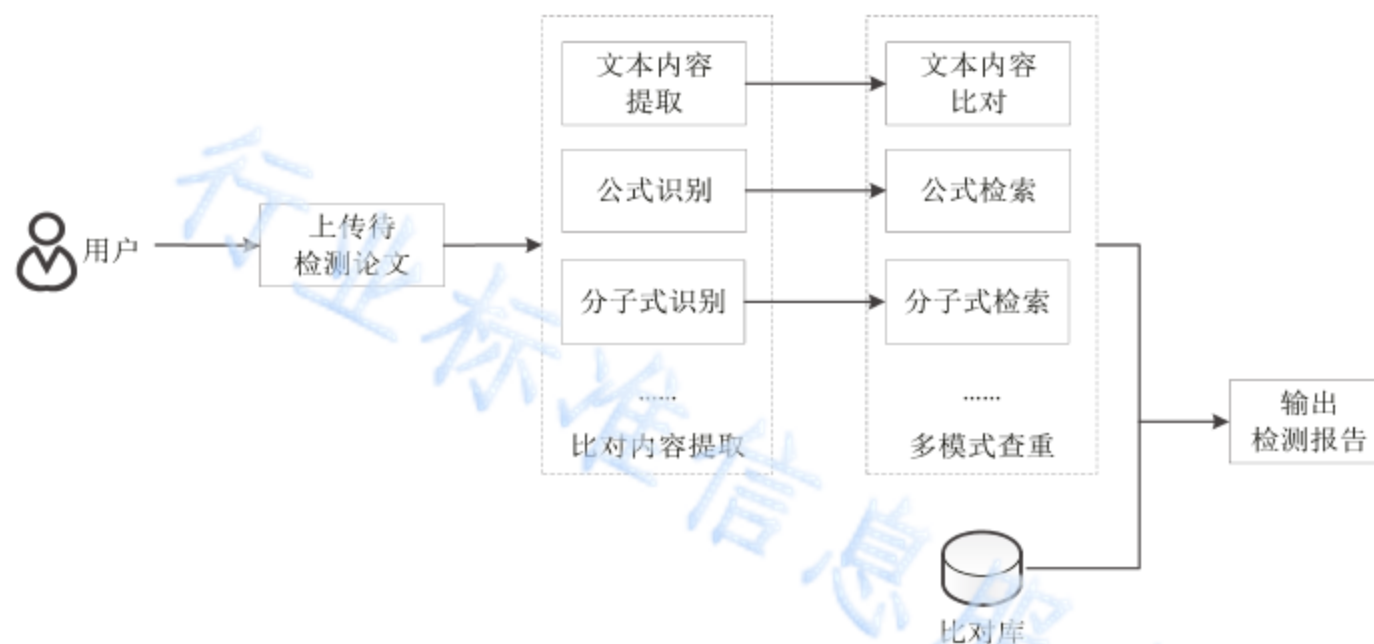 用户
上传待
检测论文
文本内容
提取
公式识别
分子式识别
......
比对内容提取
文本内容
比对
公式检索
分子式检索
......
多模式查重
比对库
输出
检测报告
行业标准信息服